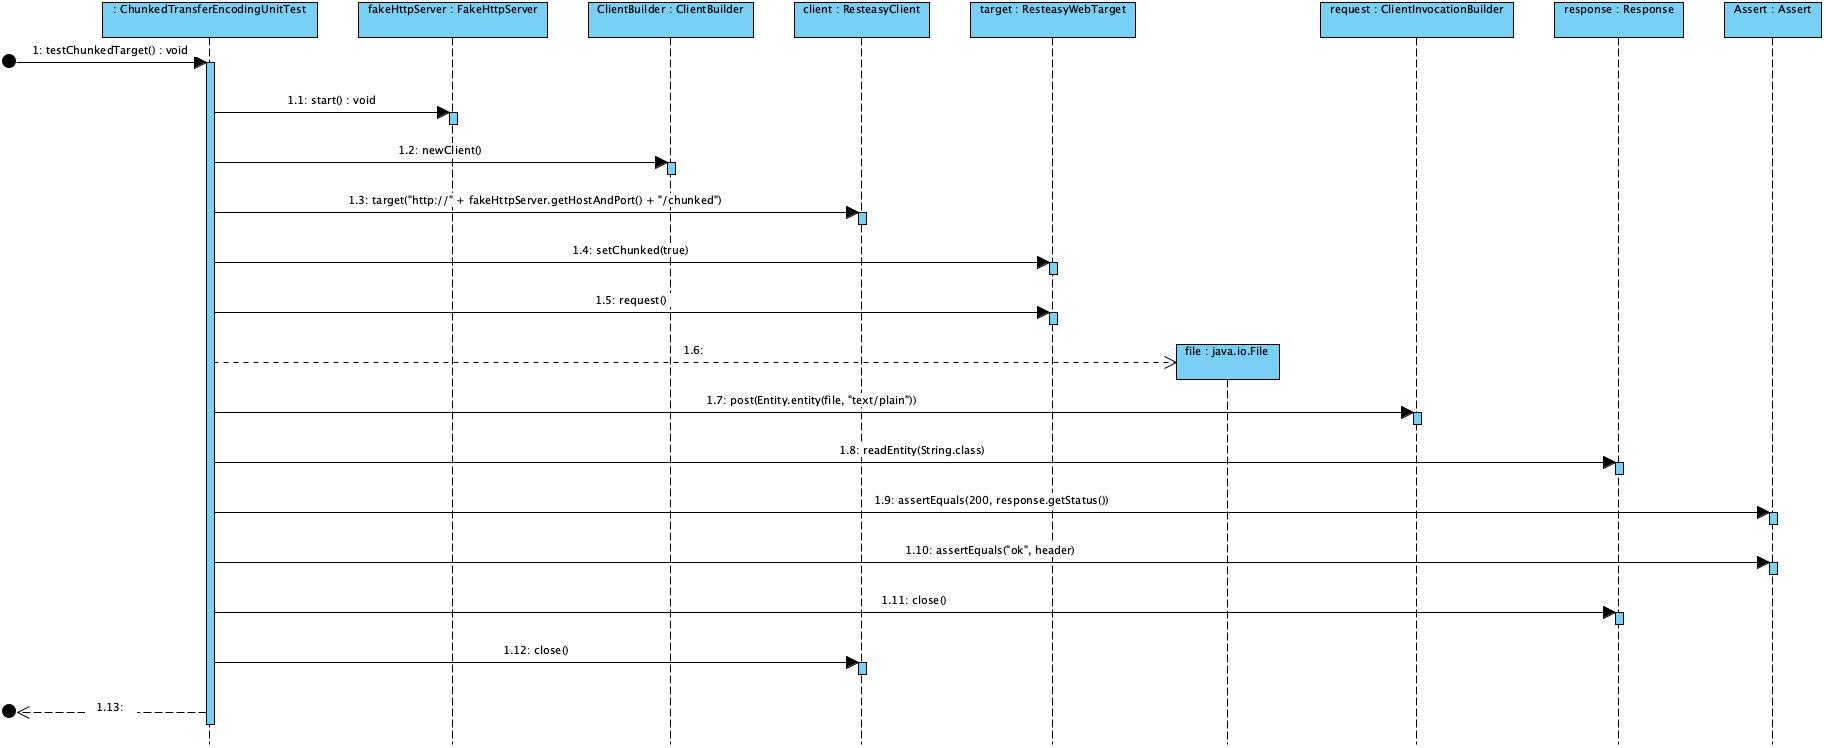 : ChunkedTransferEncodingUnitTest
fakeHttpServer : FakeHttpServer
ClientBuilder : ClientBuilder
client : ResteasyClient
target : ResteasyWebTarget
request : ClientInvocationBuilder
response : Response
Assert : Assert
1: testChunkedTarget() : void
1.1: start() : void
1.2: newClient()
1.3: target("http://" + fakeHttpServer.getHostAndPort() + "/chunked")
1.4: setChunked(true)
1.5: request()
1.6:
file : java.io.File
1.7: post(Entity.entity(file, "text/plain"))
1.8: readEntity(String.class)
1.9: assertEquals(200, response.getStatus())
1.10: assertEquals("ok", header)
1.11: close()
1.12: close()
1.13: